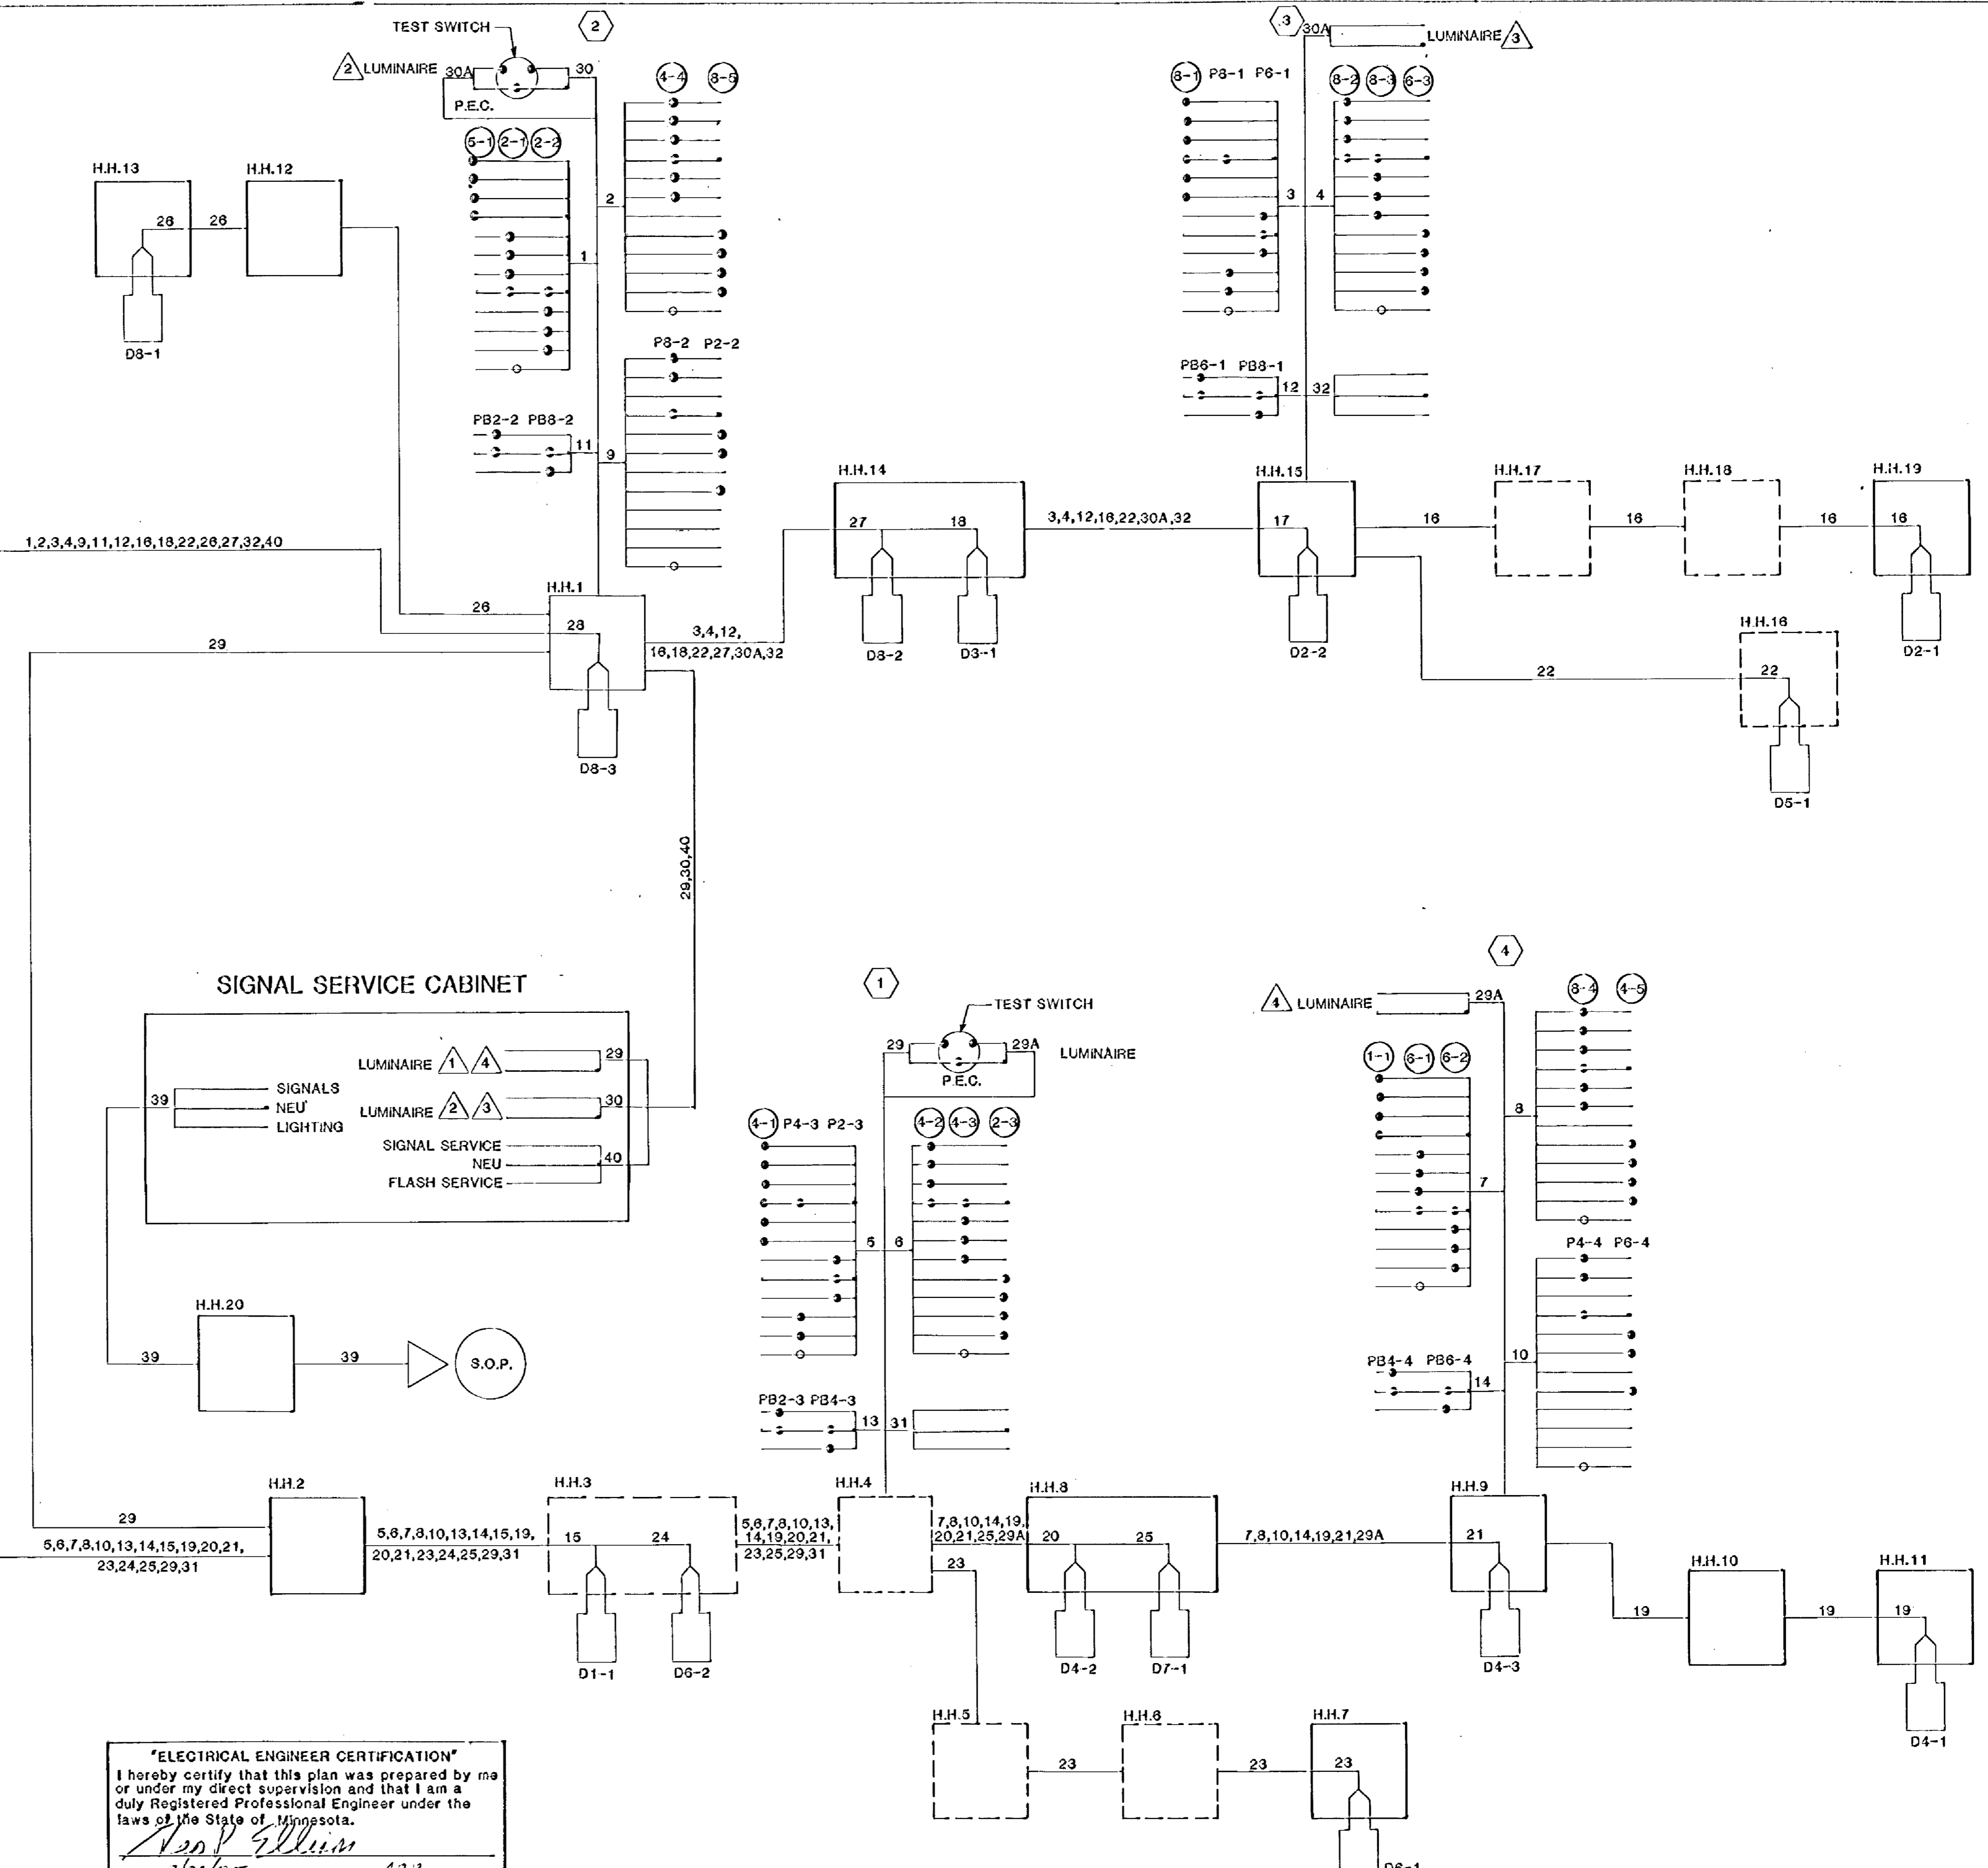 TEST SWITCH
2
3
30A
LUMINAIRE 3
2 LUMINAIRE 30A
30
P.E.C.
4-4 8-5
8-1 P8-1 P6-1
8-2 8-3 6-3
5-1 2-1 2-2
H.H.13
H.H.12
26
26
D8-1
2
1
3
4
P8-2 P2-2
PB2-2 PB8-2
11
9
PB6-1 PB8-1
12
32
H.H.14
H.H.15
H.H.17
H.H.18
H.H.19
1,2,3,4,9,11,12,16,18,22,26,27,32,40
27
18
3,4,12,16,22,30A,32
17
16
16
16
16
H.H.1
26
28
29
3,4,12,
16,18,22,27,30A,32
D8-2
D3-1
D2-2
D2-1
H.H.16
22
22
D8-3
D5-1
29,30,40
SIGNAL SERVICE CABINET
LUMINAIRE 1 4
29
39
SIGNALS
NEU
LIGHTING
LUMINAIRE 2 3
30
SIGNAL SERVICE
NEU
40
FLASH SERVICE
1
TEST SWITCH
29
29A
LUMINAIRE
P.E.C.
4
4 LUMINAIRE
29A
8-4 4-5
1-1 6-1 6-2
4-1 P4-3 P2-3
4-2 4-3 2-3
8
7
5
6
P4-4 P6-4
PB4-4 PB6-4
14
10
PB2-3 PB4-3
13
31
H.H.20
39
39
S.O.P.
H.H.2
H.H.3
H.H.4
H.H.8
H.H.9
29
5,6,7,8,10,13,14,15,19,20,21,
23,24,25,29,31
5,6,7,8,10,13,14,15,19,
20,21,23,24,25,29,31
15
24
5,6,7,8,10,13,
14,19,20,21,
23,25,29,31
7,8,10,14,19,
20,21,25,29A
23
20
25
7,8,10,14,19,21,29A
21
H.H.10
H.H.11
19
19
19
D1-1
D6-2
D4-2
D7-1
D4-3
D4-1
H.H.5
H.H.6
H.H.7
23
23
23
D6-1
"ELECTRICAL ENGINEER CERTIFICATION"
I hereby certify that this plan was prepared by me
or under my direct supervision and that I am a
duly Registered Professional Engineer under the
laws of the State of Minnesota.